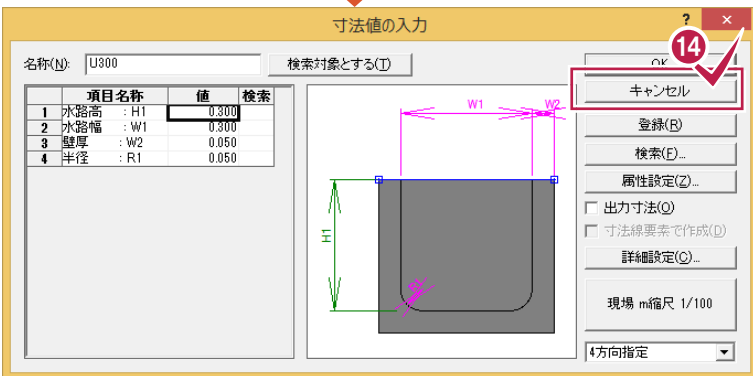 寸法値の入力
?
×
名称(N):
U300
検索対象とする(T)
14
OK
キャンセル
項目名称 値 検索
1 水路高 : H1 0.300
2 水路幅 : W1 0.300
3 壁厚 : W2 0.050
4 半径 : R1 0.050
W1
W2
H1
R1
登録(R)
検索(F)...
属性設定(Z)...
出力寸法(O)
寸法線要素で作成(D)
詳細設定(C)...
現場 m縮尺 1/100
4方向指定